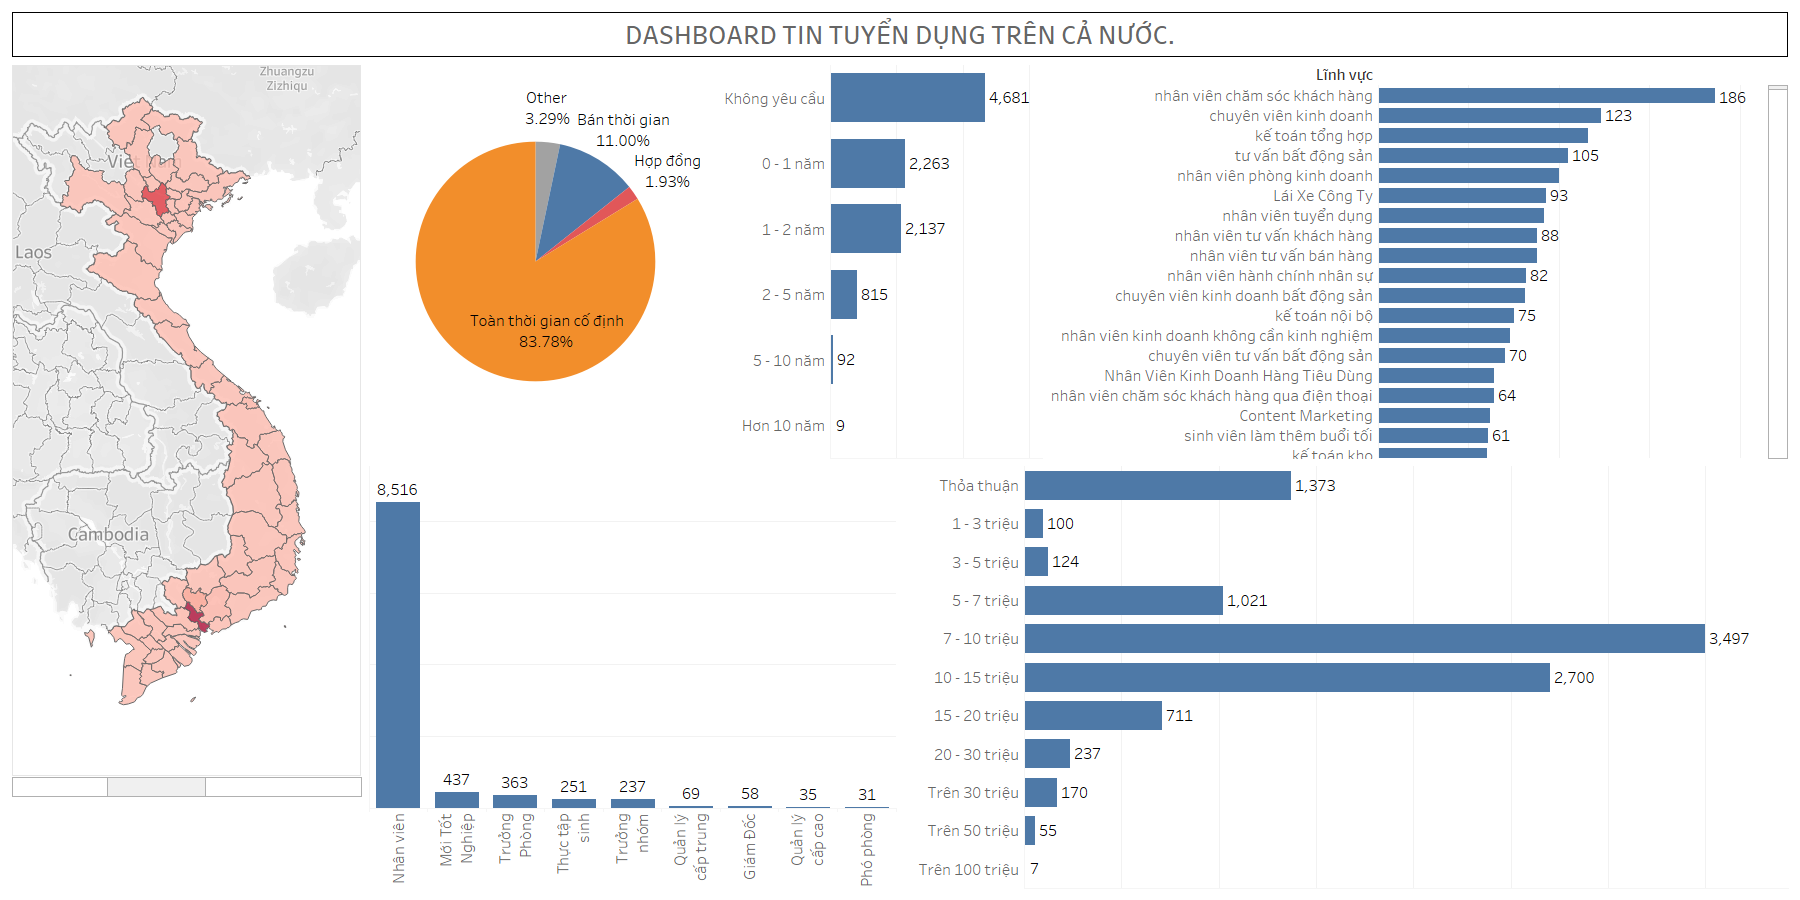 DASHBOARD TIN TUYỂN DỤNG TRÊN CẢ NƯỚC.
Zhuangzu
Zizhiqu
Việt Nam
Laos
Cambodia
Other
3.29%
Bán thời gian
11.00%
Hợp đồng
1.93%
Toàn thời gian cố định
83.78%
Không yêu cầu
4,681
0 - 1 năm
2,263
1 - 2 năm
2,137
2 - 5 năm
815
5 - 10 năm
92
Hơn 10 năm
9
Lĩnh vực
nhân viên chăm sóc khách hàng
186
chuyên viên kinh doanh
123
kế toán tổng hợp
tư vấn bất động sản
105
nhân viên phòng kinh doanh
Lái Xe Công Ty
93
nhân viên tuyển dụng
nhân viên tư vấn khách hàng
88
nhân viên tư vấn bán hàng
nhân viên hành chính nhân sự
82
chuyên viên kinh doanh bất động sản
kế toán nội bộ
75
nhân viên kinh doanh không cần kinh nghiệm
chuyên viên tư vấn bất động sản
70
Nhân Viên Kinh Doanh Hàng Tiêu Dùng
nhân viên chăm sóc khách hàng qua điện thoại
64
Content Marketing
sinh viên làm thêm buổi tối
61
kế toán kho
8,516
437
363
251
237
69
58
35
31
Nhân viên
Mới Tốt
Nghiệp
Trưởng
Phòng
Thực tập
sinh
Trưởng
nhóm
Quản lý
cấp trung
Giám Đốc
Quản lý
cấp cao
Phó phòng
Thỏa thuận
1,373
1 - 3 triệu
100
3 - 5 triệu
124
5 - 7 triệu
1,021
7 - 10 triệu
3,497
10 - 15 triệu
2,700
15 - 20 triệu
711
20 - 30 triệu
237
Trên 30 triệu
170
Trên 50 triệu
55
Trên 100 triệu
7